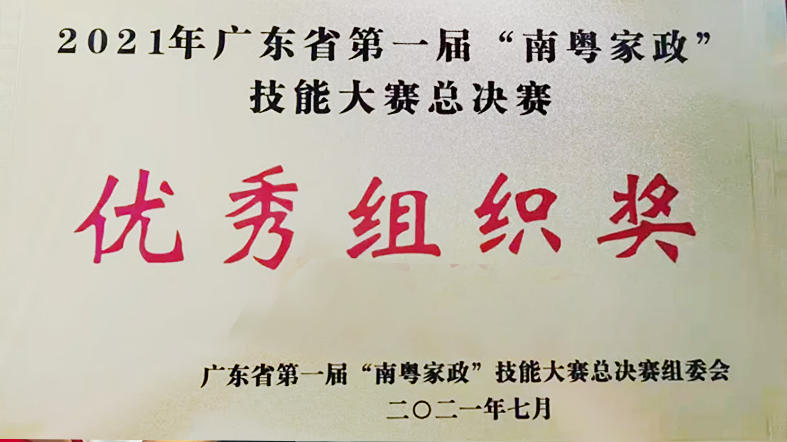 2021年广东省第一届“南粤家政”
技能大赛总决赛
优秀组织奖
广东省第一届“南粤家政”技能大赛总决赛组委会
二〇二一年七月